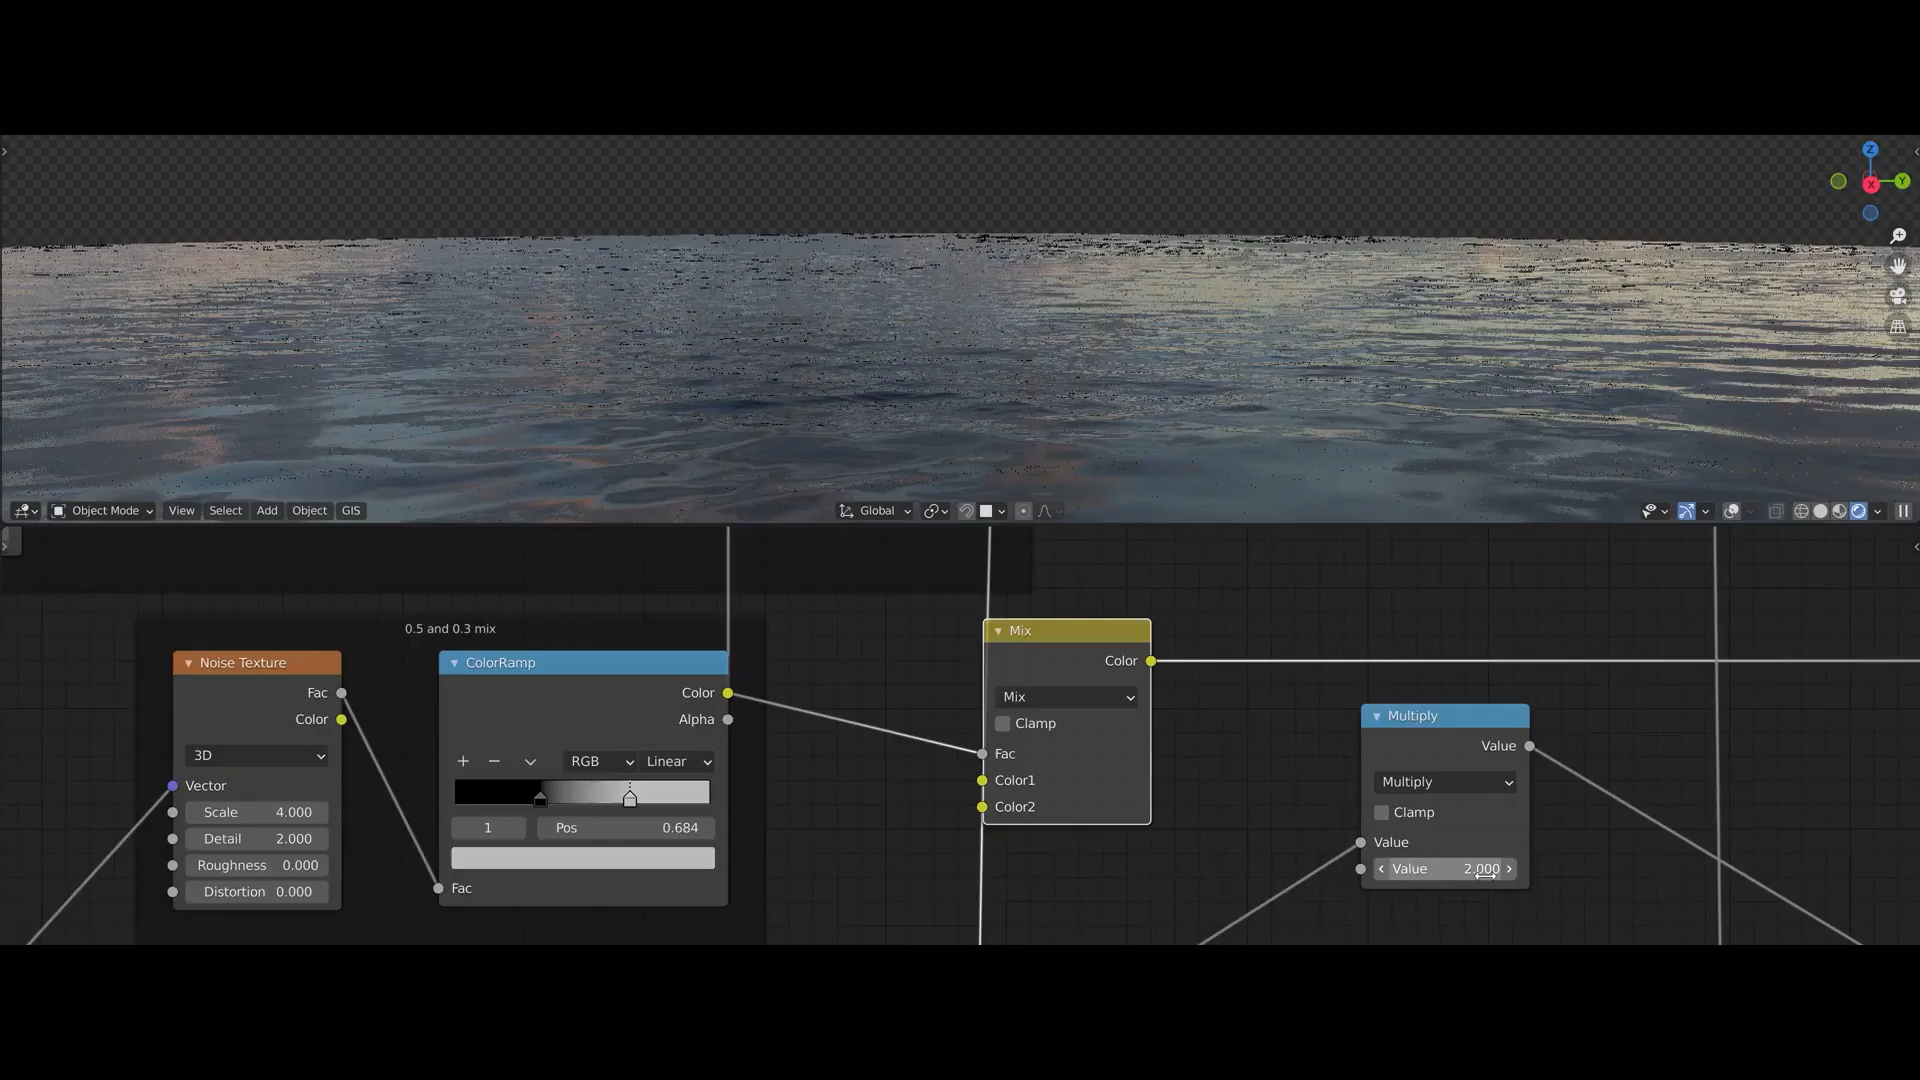 Z
Y
X
Object Mode
View
Select
Add
Object
GIS
Global
0.5 and 0.3 mix
Noise Texture
Fac
Color
3D
Vector
Scale 4.000
Detail 2.000
Roughness 0.000
Distortion 0.000
ColorRamp
Color
Alpha
RGB
Linear
1
Pos 0.684
Fac
Mix
Color
Mix
Clamp
Fac
Color1
Color2
Multiply
Value
Multiply
Clamp
Value
Value 2.000